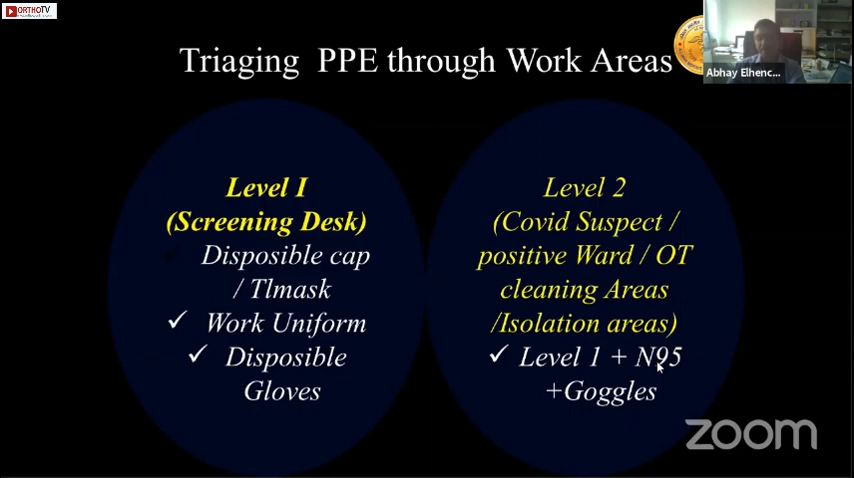 ORTHOTV
Triaging PPE through Work Areas
Abhay Elhenc...
Level I
(Screening Desk)
Disposible cap
/ Tlmask
✓ Work Uniform
✓ Disposible
Gloves
Level 2
(Covid Suspect /
positive Ward / OT
cleaning Areas
/Isolation areas)
✓ Level 1 + N95
+Goggles
zoom